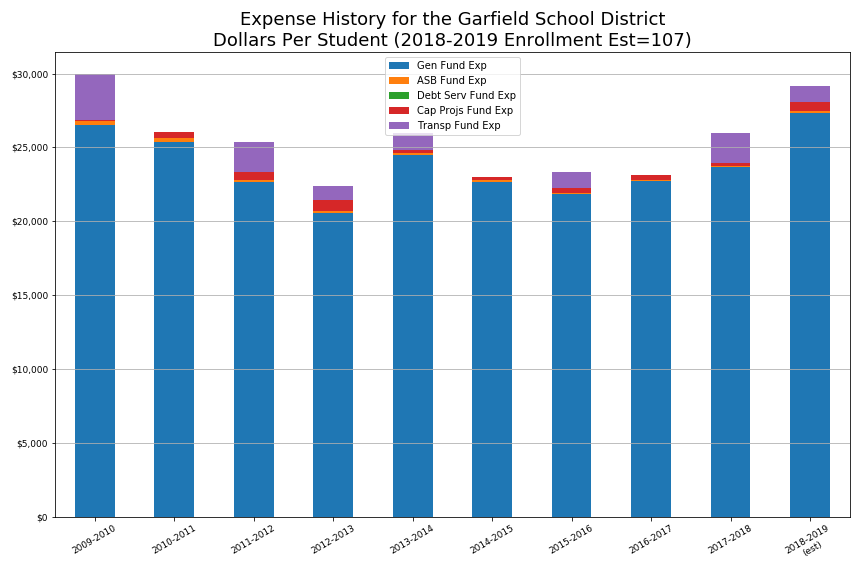 Expense History for the Garfield School District
Dollars Per Student (2018-2019 Enrollment Est=107)
Gen Fund Exp
ASB Fund Exp
Debt Serv Fund Exp
Cap Projs Fund Exp
Transp Fund Exp
$30,000
$25,000
$20,000
$15,000
$10,000
$5,000
$0
2009-2010
2010-2011
2011-2012
2012-2013
2013-2014
2014-2015
2015-2016
2016-2017
2017-2018
2018-2019
(est)